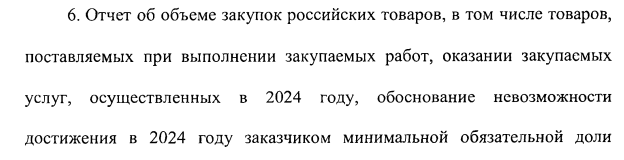 6. Отчет об объеме закупок российских товаров, в том числе товаров,
поставляемых при выполнении закупаемых работ, оказании закупаемых
услуг, осуществленных в 2024 году, обоснование невозможности
достижения в 2024 году заказчиком минимальной обязательной доли